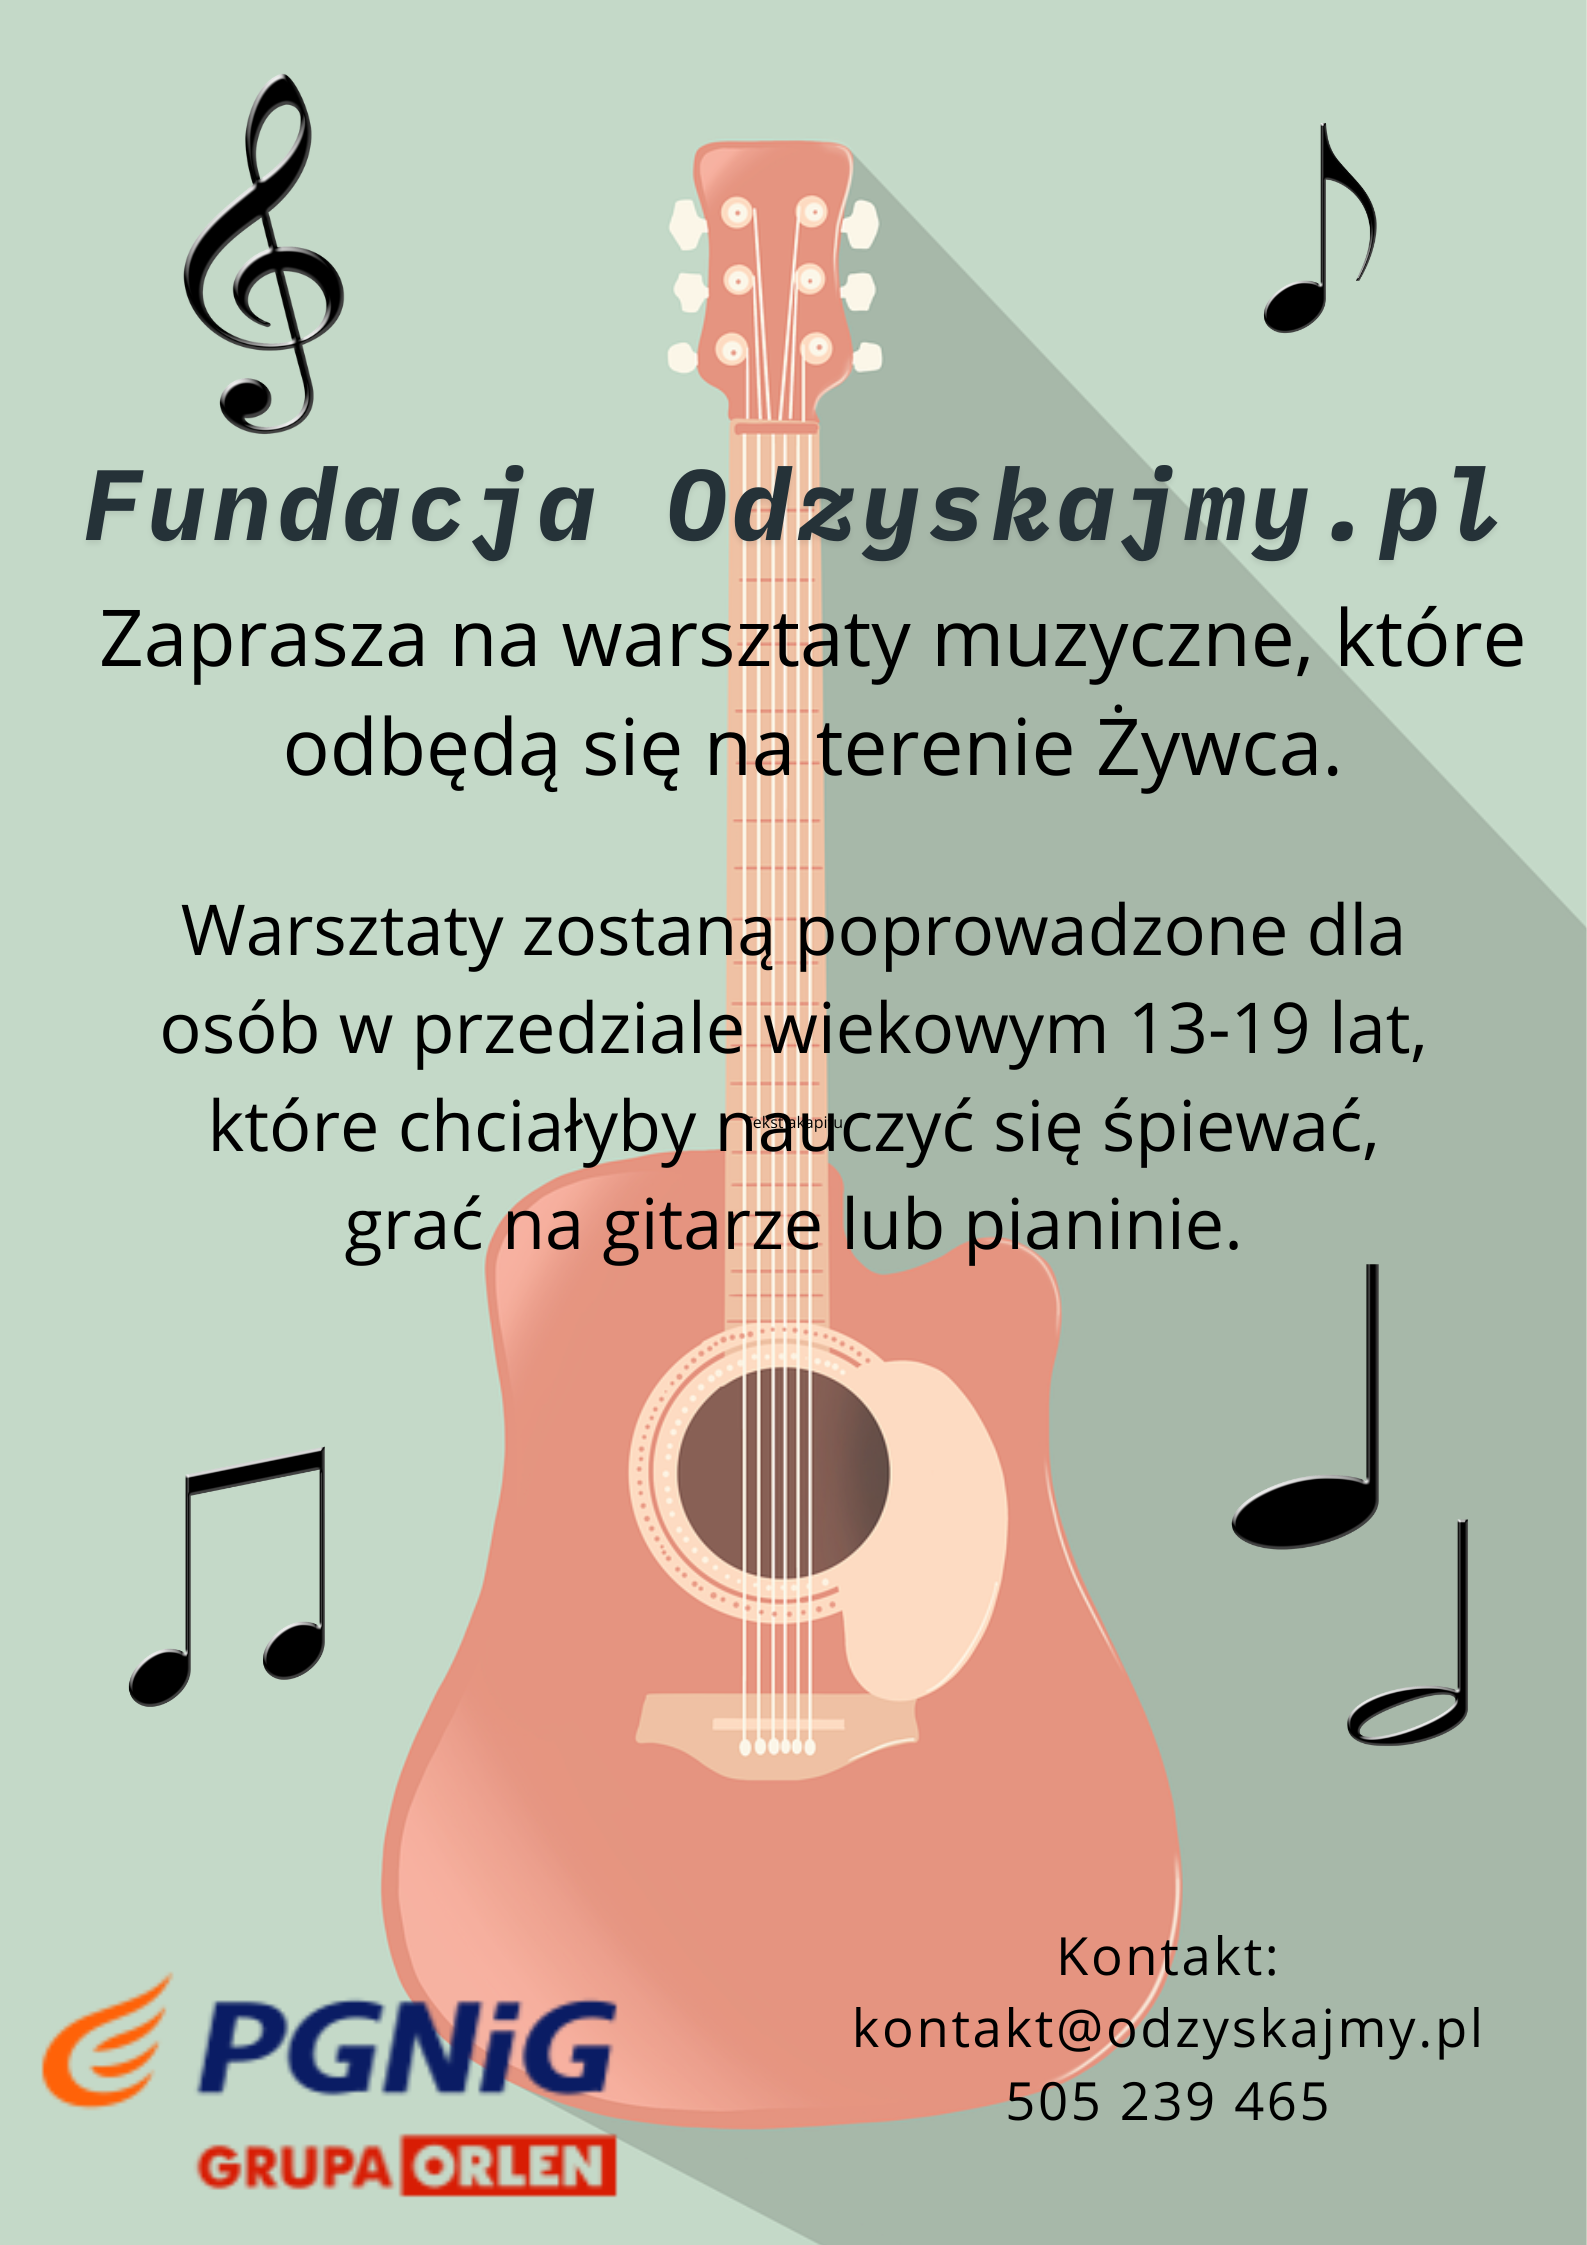 Fundacja Odzyskajmy.pl
Zaprasza na warsztaty muzyczne, które
odbędą się na terenie Żywca.
Warsztaty zostaną poprowadzone dla
osób w przedziale wiekowym 13-19 lat,
które chciałyby nauczyć się śpiewać,
Tekst akapitu
grać na gitarze lub pianinie.
Kontakt:
kontakt@odzyskajmy.pl
505 239 465
PGNiG
GRUPA ORLEN